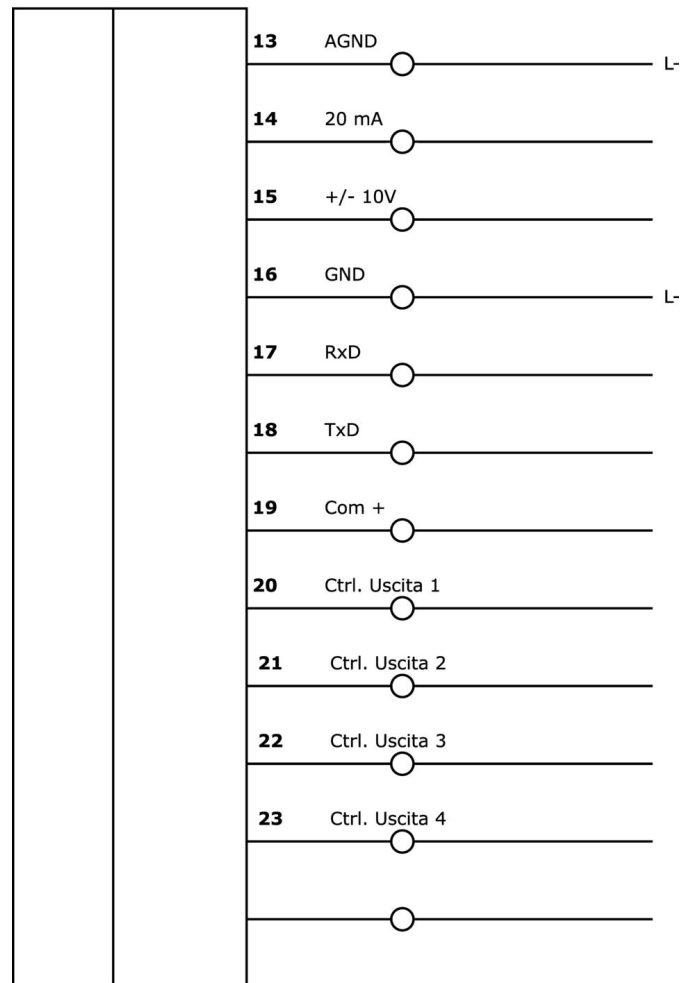 13 AGND L-
14 20 mA
15 +/- 10V
16 GND L-
17 RxD
18 TxD
19 Com +
20 Ctrl. Uscita 1
21 Ctrl. Uscita 2
22 Ctrl. Uscita 3
23 Ctrl. Uscita 4